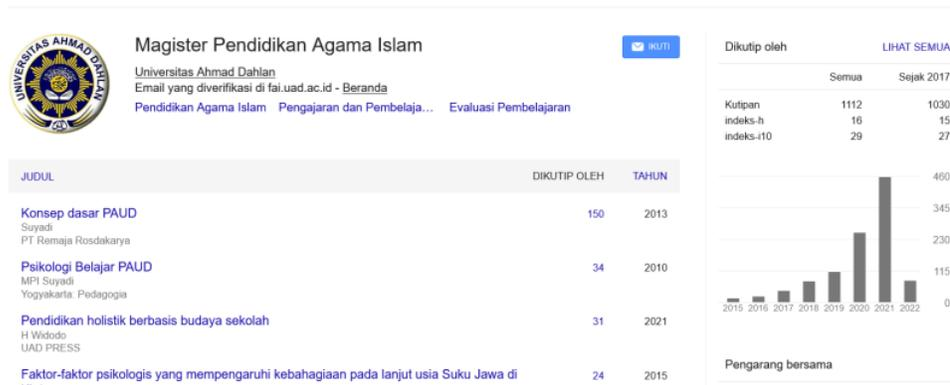 UNIVERSITAS AHMAD DAHLAN
Magister Pendidikan Agama Islam
IKUTI
Universitas Ahmad Dahlan
Email yang diverifikasi di fai.uad.ac.id - Beranda
Pendidikan Agama Islam Pengajaran dan Pembelaja... Evaluasi Pembelajaran
JUDUL DIKUTIP OLEH TAHUN
Konsep dasar PAUD 150 2013
Suyadi
PT Remaja Rosdakarya
Psikologi Belajar PAUD 34 2010
MPI Suyadi
Yogyakarta: Pedagogia
Pendidikan holistik berbasis budaya sekolah 31 2021
H Widodo
UAD PRESS
Faktor-faktor psikologis yang mempengaruhi kebahagiaan pada lanjut usia Suku Jawa di 24 2015
Dikutip oleh LIHAT SEMUA
Semua Sejak 2017
Kutipan 1112 1030
indeks-h 16 15
indeks-i10 29 27
460
345
230
115
0
2015 2016 2017 2018 2019 2020 2021 2022
Pengarang bersama